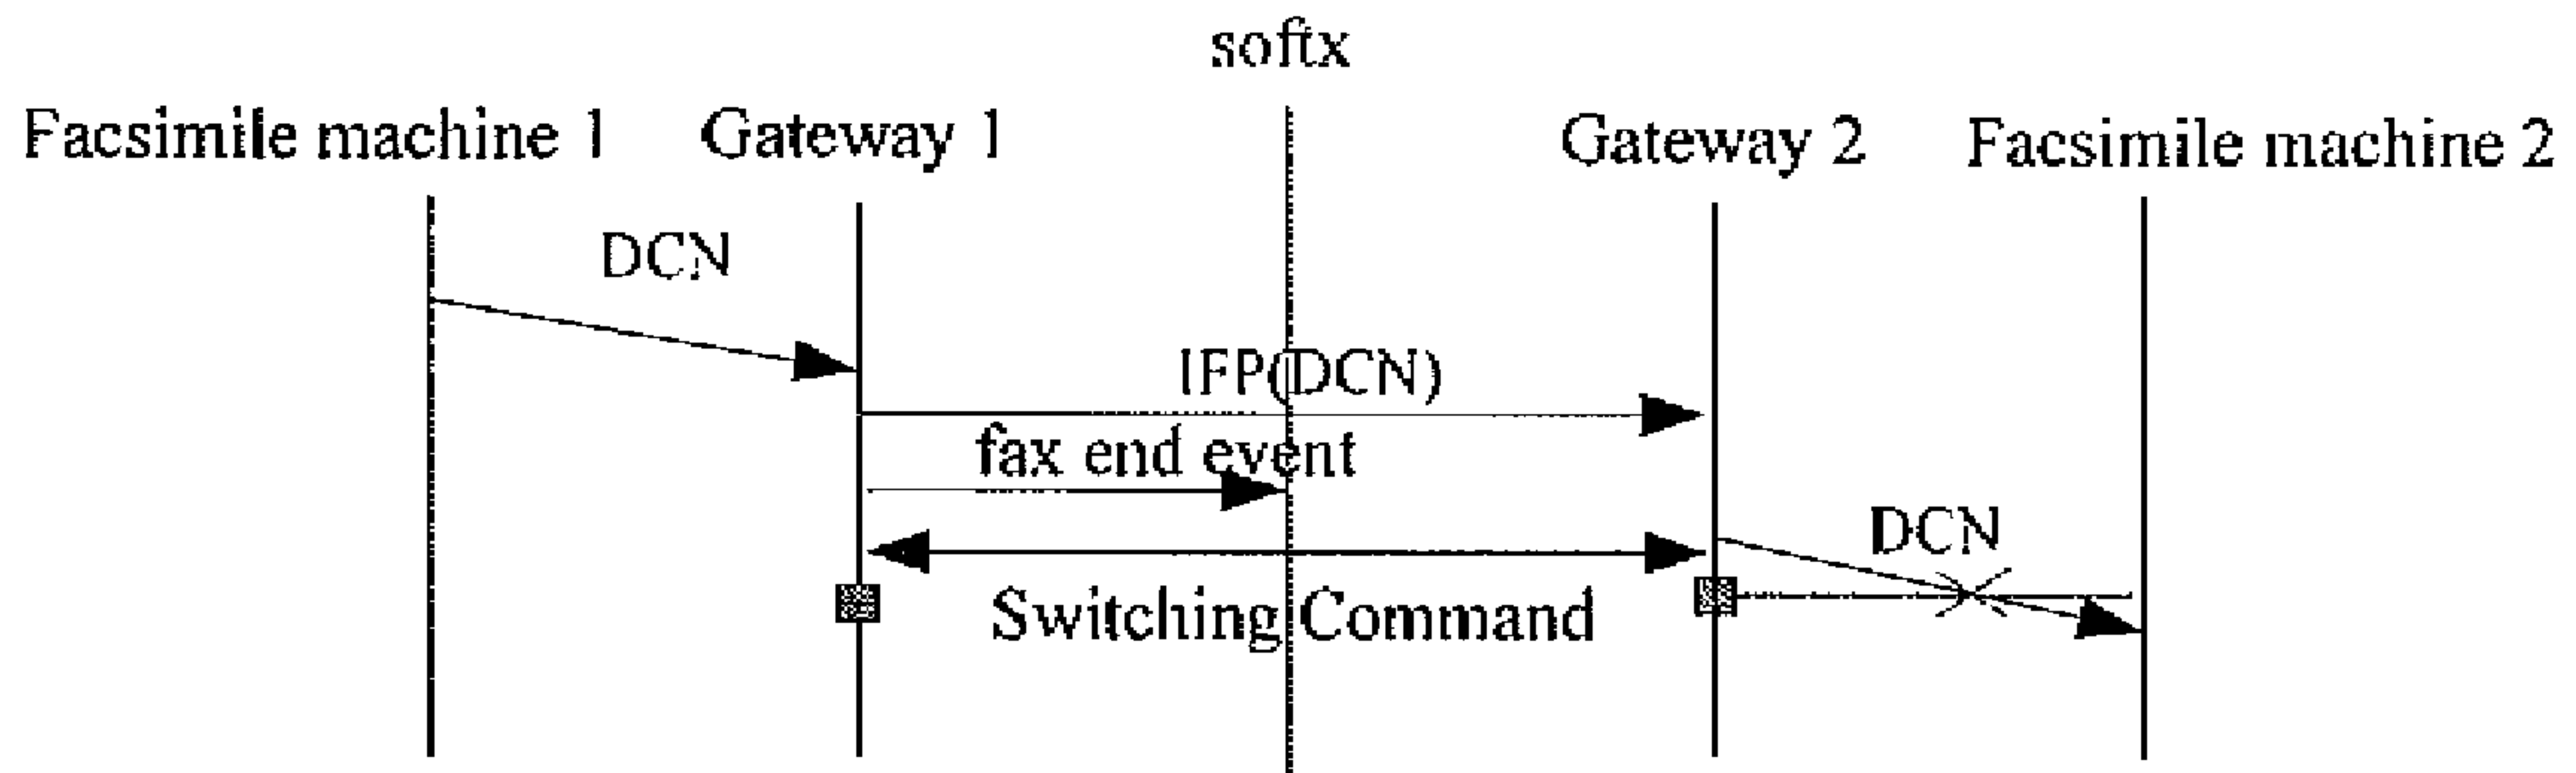 softx
Facsimile machine 1 Gateway 1 Gateway 2 Facsimile machine 2
DCN
IFP(DCN)
fax end event
DCN
Switching Command